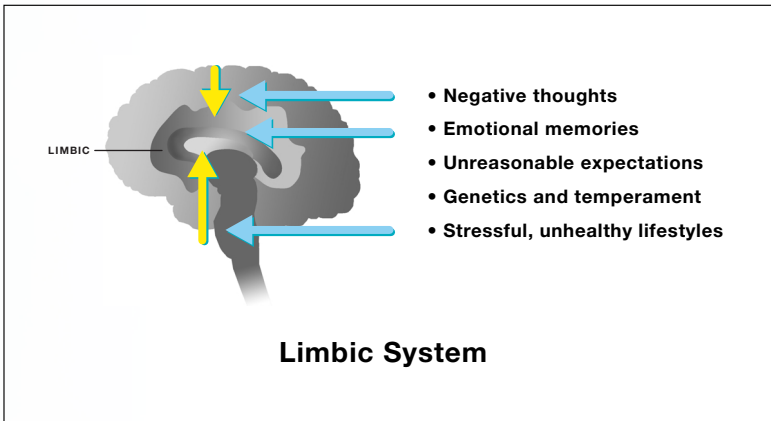 • Negative thoughts
• Emotional memories
LIMBIC
• Unreasonable expectations
• Genetics and temperament
• Stressful, unhealthy lifestyles
Limbic System